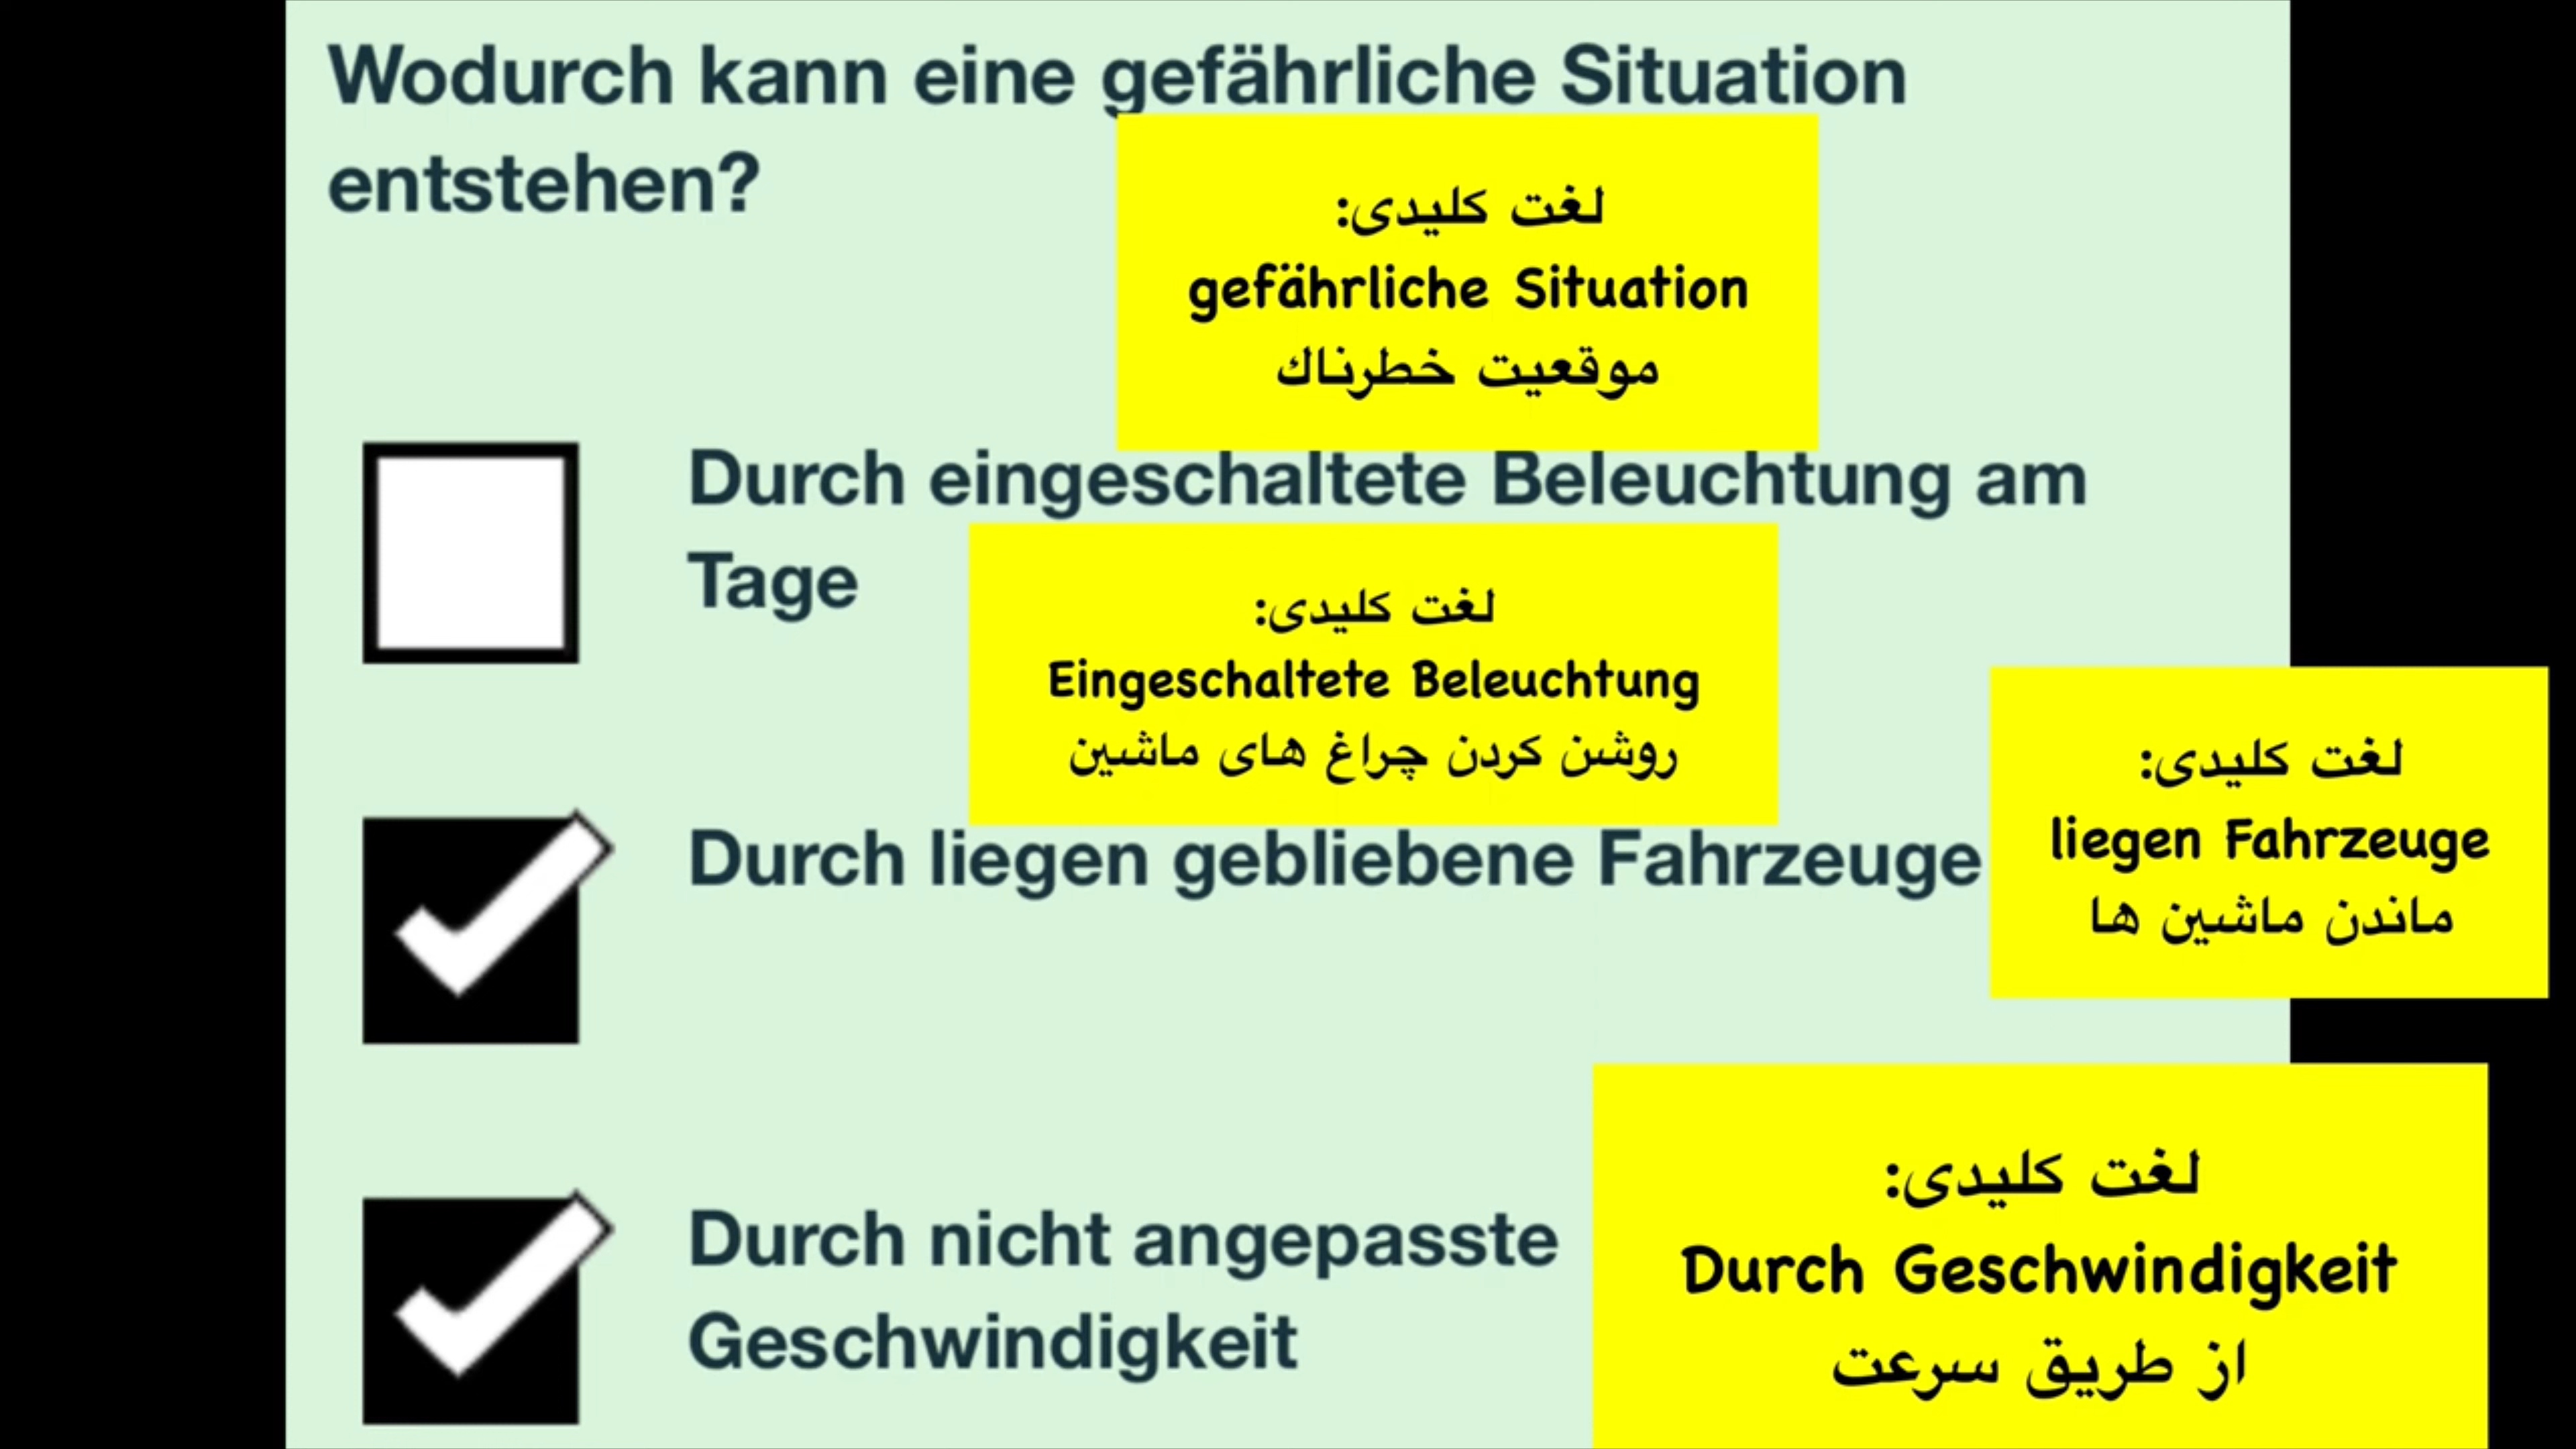 Wodurch kann eine gefährliche Situation
entstehen?
لغت کلیدی:
gefährliche Situation
موقعیت خطرناك
Durch eingeschaltete Beleuchtung am
Tage
لغت کلیدی:
Eingeschaltete Beleuchtung
روشن کردن چراغ های ماشین
Durch liegen gebliebene Fahrzeuge
لغت کلیدی:
liegen Fahrzeuge
ماندن ماشین ها
Durch nicht angepasste
Geschwindigkeit
لغت کلیدی:
Durch Geschwindigkeit
از طریق سرعت